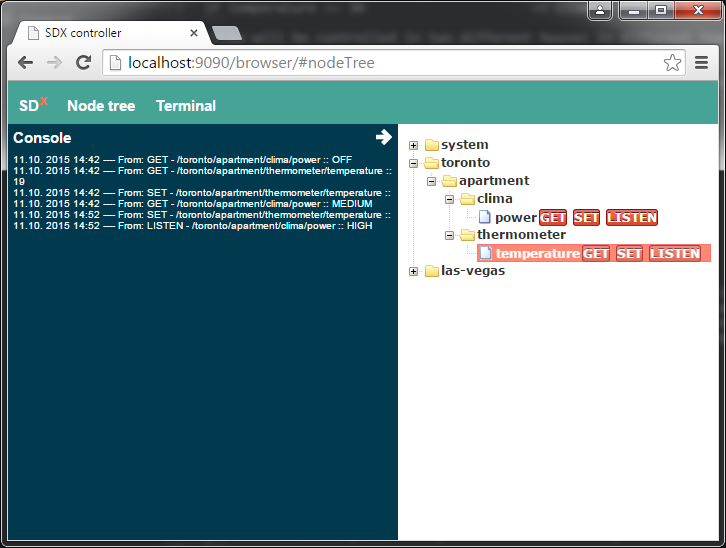 SDX controller
localhost:9090/browser/#nodeTree
SDX Node tree Terminal
Console
11.10. 2015 14:42 — From: GET - /toronto/apartment/clima/power :: OFF
11.10. 2015 14:42 — From: GET - /toronto/apartment/thermometer/temperature ::
19
11.10. 2015 14:42 — From: SET - /toronto/apartment/thermometer/temperature ::
11.10. 2015 14:42 — From: GET - /toronto/apartment/clima/power :: MEDIUM
11.10. 2015 14:52 — From: SET - /toronto/apartment/thermometer/temperature ::
11.10. 2015 14:52 — From: LISTEN - /toronto/apartment/clima/power :: HIGH
system
toronto
apartment
clima
power GET SET LISTEN
thermometer
temperature GET SET LISTEN
las-vegas